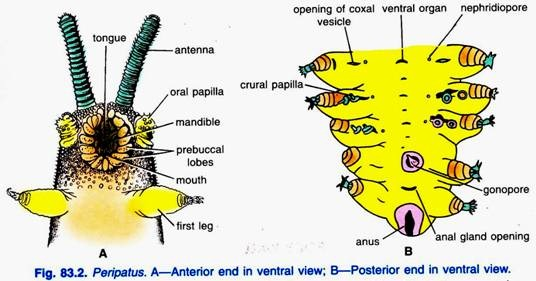 tongue
antenna
oral papilla
mandible
prebuccal
lobes
mouth
first leg
A
opening of coxal
vesicle
ventral organ
nephridiopore
crural papilla
gonopore
anus
anal gland opening
B
Fig. 83.2. Peripatus. A—Anterior end in ventral view; B—Posterior end in ventral view.